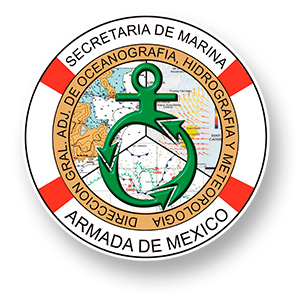 SECRETARIA DE MARINA
DIRECCION GRAL. ADJ. DE OCEANOGRAFIA, HIDROGRAFIA Y METEOROLOGIA
ARMADA DE MEXICO